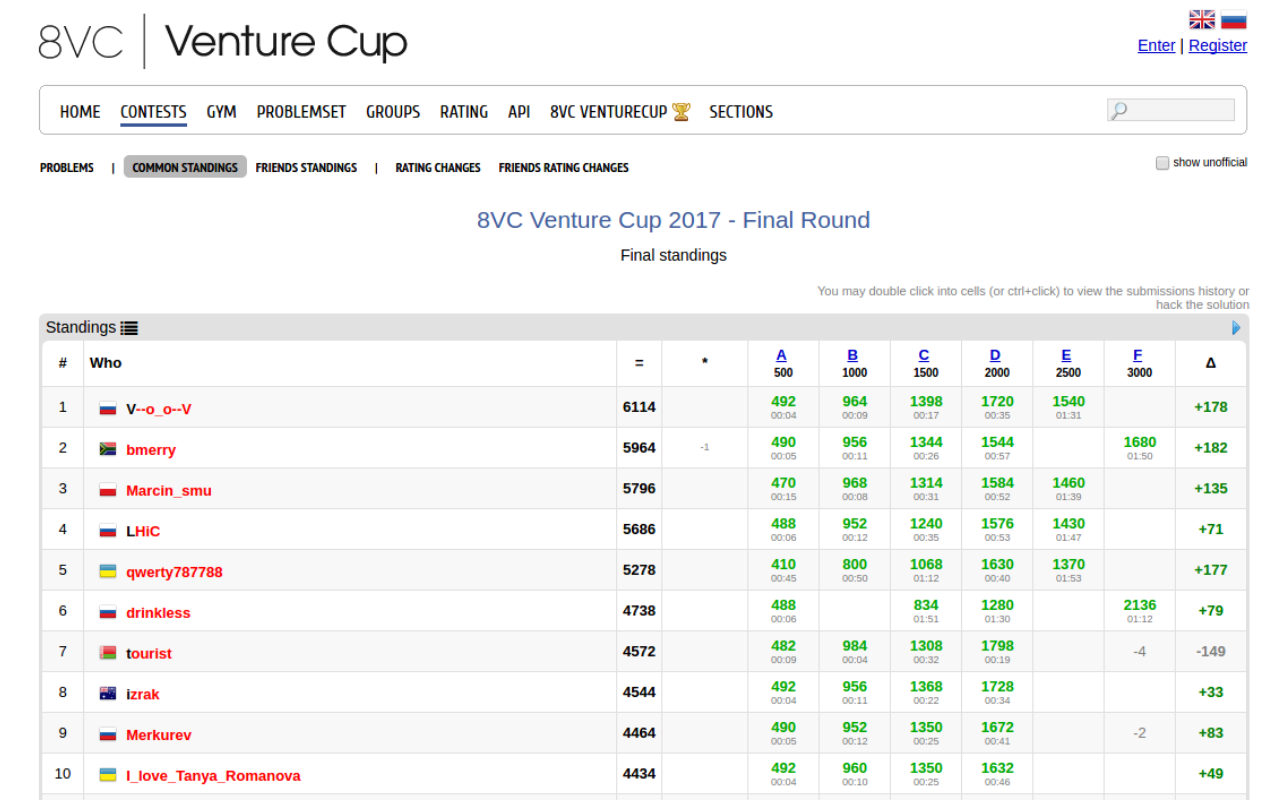 8VC | Venture Cup
Enter | Register
HOME CONTESTS GYM PROBLEMSET GROUPS RATING API 8VC VENTURECUP SECTIONS
PROBLEMS | COMMON STANDINGS FRIENDS STANDINGS | RATING CHANGES FRIENDS RATING CHANGES
show unofficial
8VC Venture Cup 2017 - Final Round
Final standings
You may double click into cells (or ctrl+click) to view the submissions history or
hack the solution
Standings
# Who = * A B C D E F Δ
500 1000 1500 2000 2500 3000
1 V--o_o--V 6114 492 964 1398 1720 1540 +178
00:04 00:09 00:17 00:35 01:31
2 bmerry 5964 -1 490 956 1344 1544 1680 +182
00:05 00:11 00:26 00:57 01:50
3 Marcin_smu 5796 470 968 1314 1584 1460 +135
00:15 00:08 00:31 00:52 01:39
4 LHiC 5686 488 952 1240 1576 1430 +71
00:06 00:12 00:35 00:53 01:47
5 qwerty787788 5278 410 800 1068 1630 1370 +177
00:45 00:50 01:12 00:40 01:53
6 drinkless 4738 488 834 1280 2136 +79
00:06 01:51 01:30 01:12
7 tourist 4572 482 984 1308 1798 -4 -149
00:09 00:04 00:32 00:19
8 izrak 4544 492 956 1368 1728 +33
00:04 00:11 00:22 00:34
9 Merkurev 4464 490 952 1350 1672 -2 +83
00:05 00:12 00:25 00:41
10 I_love_Tanya_Romanova 4434 492 960 1350 1632 +49
00:04 00:10 00:25 00:46